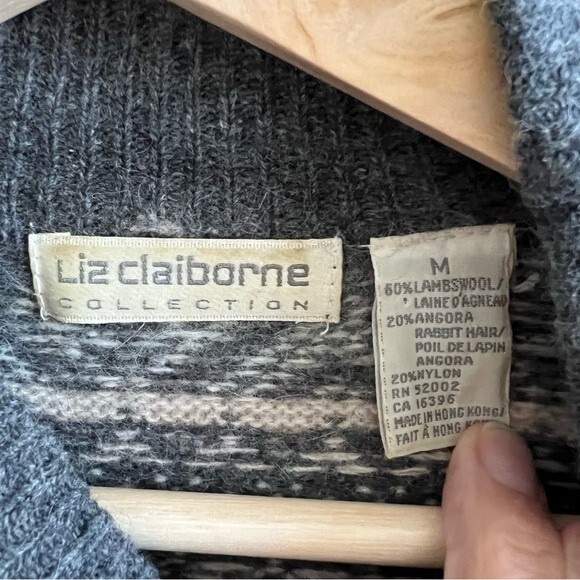 Liz claiborne
COLLECTION
M
60% LAMBSWOOL/
LAINE D'AGNEAU
20% ANGORA
RABBIT HAIR/
POIL DE LAPIN
ANGORA
20% NYLON
RN 52002
CA 16396
MADE IN HONG KONG/
FAIT À HONG KONG